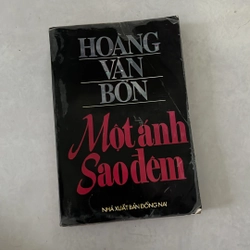 HOÀNG
VĂN
BỔN
Một ánh
Sao đêm
NHÀ XUẤT BẢN ĐỒNG NAI